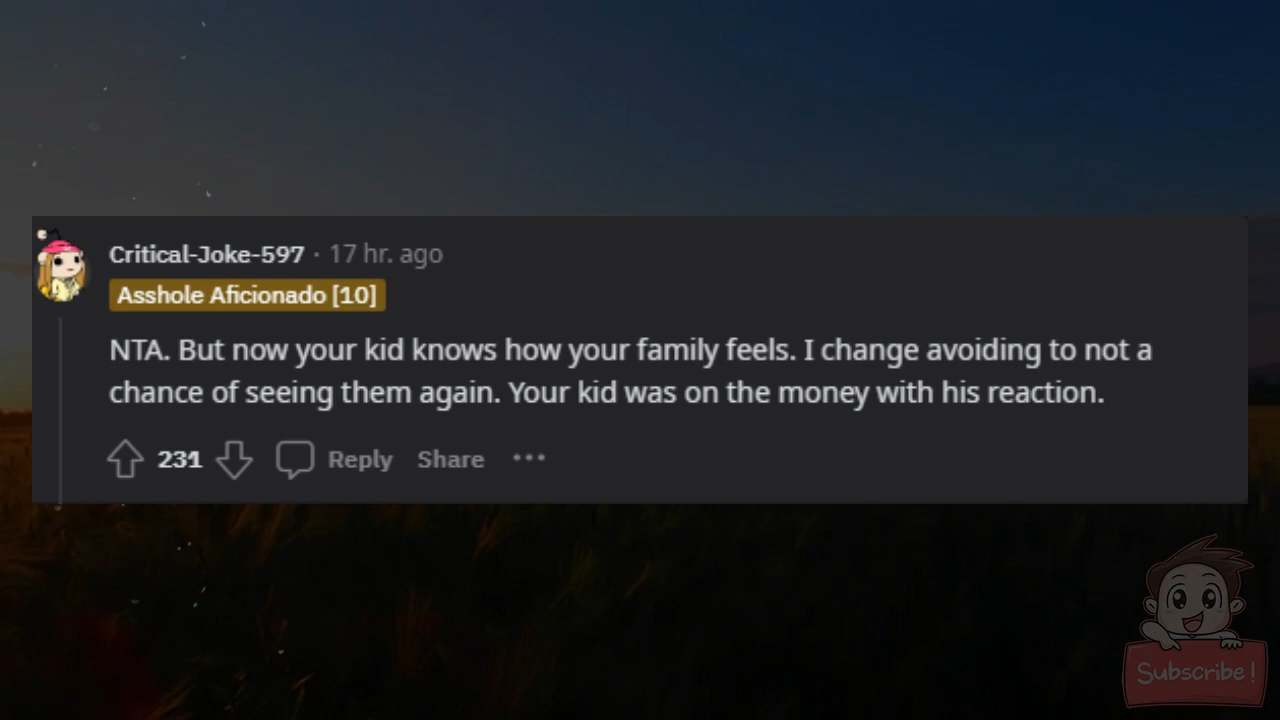 Critical-Joke-597 · 17 hr. ago
Asshole Aficionado [10]
NTA. But now your kid knows how your family feels. I change avoiding to not a
chance of seeing them again. Your kid was on the money with his reaction.
231 Reply Share ···
Subscribe!